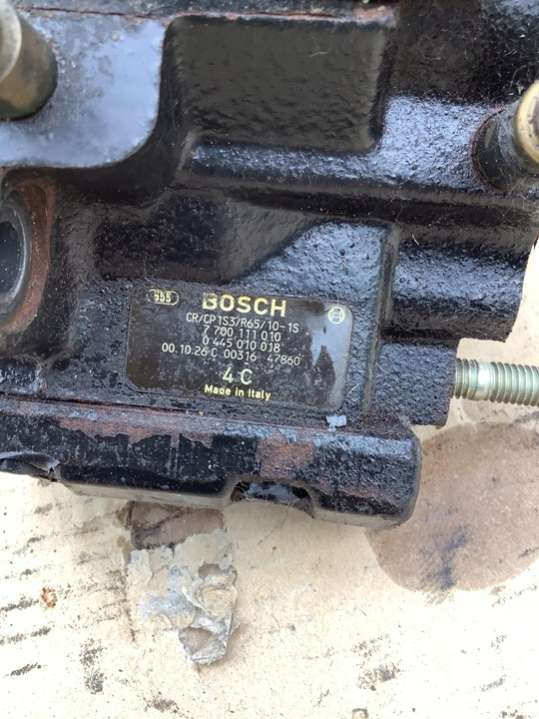 BOSCH
CR/CP1S3/R65/10-1S
7 700 111 010
0 445 010 018
00.10.26 C 00316 47860
4 C
Made in Italy